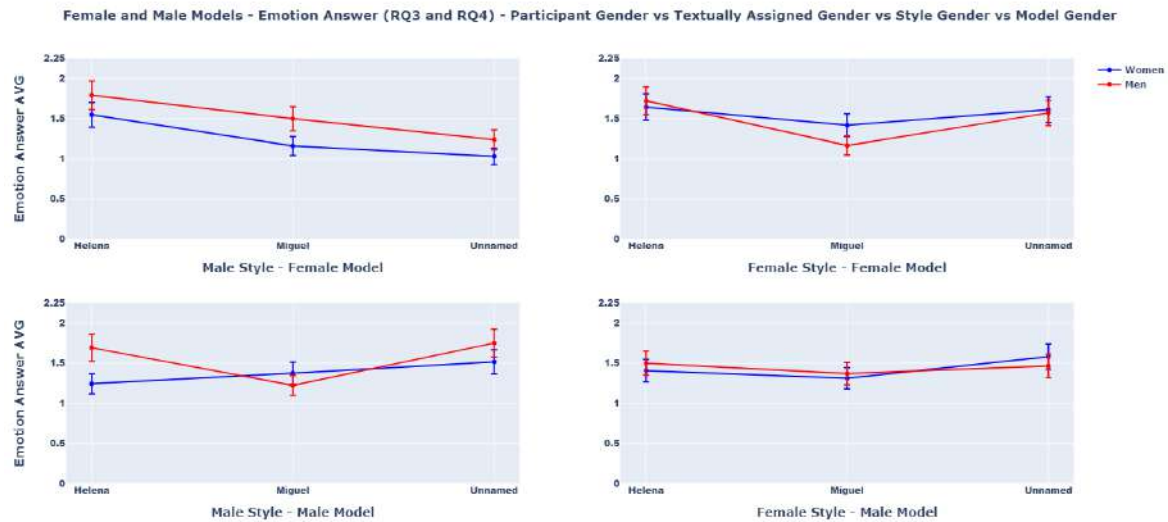 Female and Male Models - Emotion Answer (RQ3 and RQ4) - Participant Gender vs Textually Assigned Gender vs Style Gender vs Model Gender
Women
Men
Emotion Answer AVG
2.25
2
1.5
1
0.5
0
Helena
Miguel
Unnamed
Male Style - Female Model
2.25
2
1.5
1
0.5
0
Helena
Miguel
Unnamed
Female Style - Female Model
Emotion Answer AVG
2.25
2
1.5
1
0.5
0
Helena
Miguel
Unnamed
Male Style - Male Model
2.25
2
1.5
1
0.5
0
Helena
Miguel
Unnamed
Female Style - Male Model